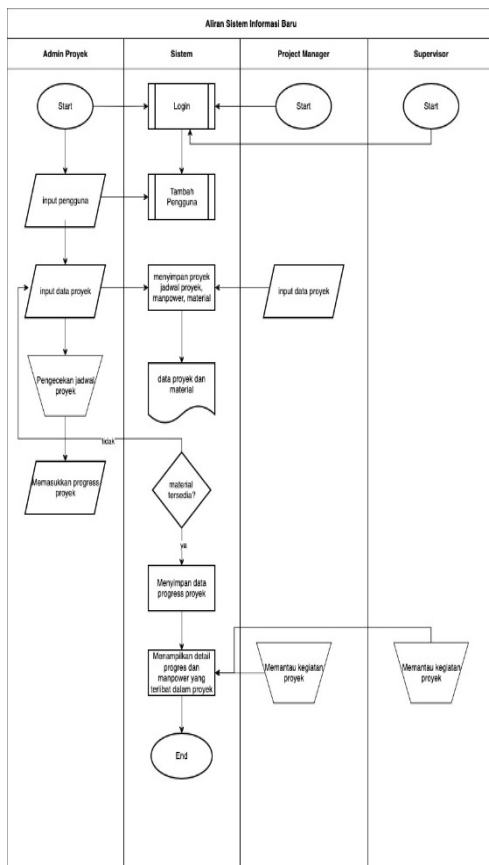 Aliran Sistem Informasi Baru
Admin Proyek
Sistem
Project Manager
Supervisor
Start
Login
Start
Start
input pengguna
Tambah
Pengguna
input data proyek
menyimpan proyek
jadwal proyek,
manpower, material
input data proyek
Pengecekan jadwal
proyek
data proyek dan
material
tidak
Memasukkan progress
proyek
material
tersedia?
ya
Menyimpan data
progress proyek
Menampilkan detail
progres dan
manpower yang
terlibat dalam proyek
Memantau kegiatan
proyek
Memantau kegiatan
proyek
End